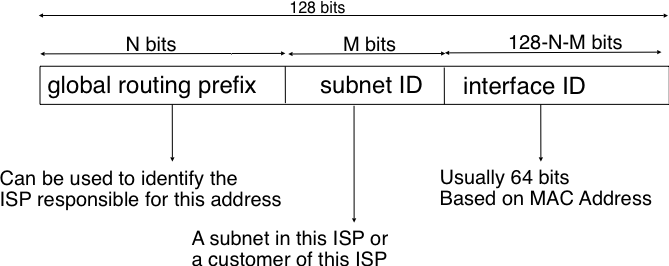 128 bits
N bits
M bits
128-N-M bits
global routing prefix
subnet ID
interface ID
Can be used to identify the
ISP responsible for this address
Usually 64 bits
Based on MAC Address
A subnet in this ISP or
a customer of this ISP